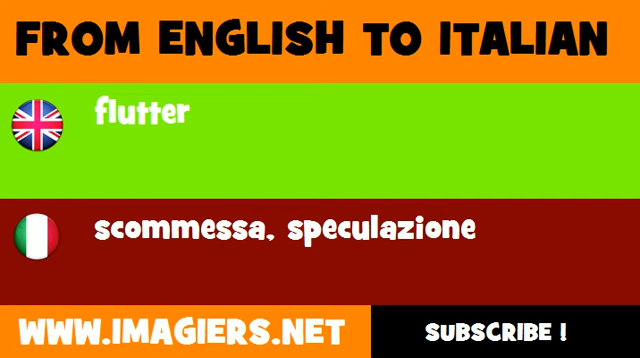 FROM ENGLISH TO ITALIAN
flutter
scommessa, speculazione
WWW.IMAGIERS.NET
SUBSCRIBE !